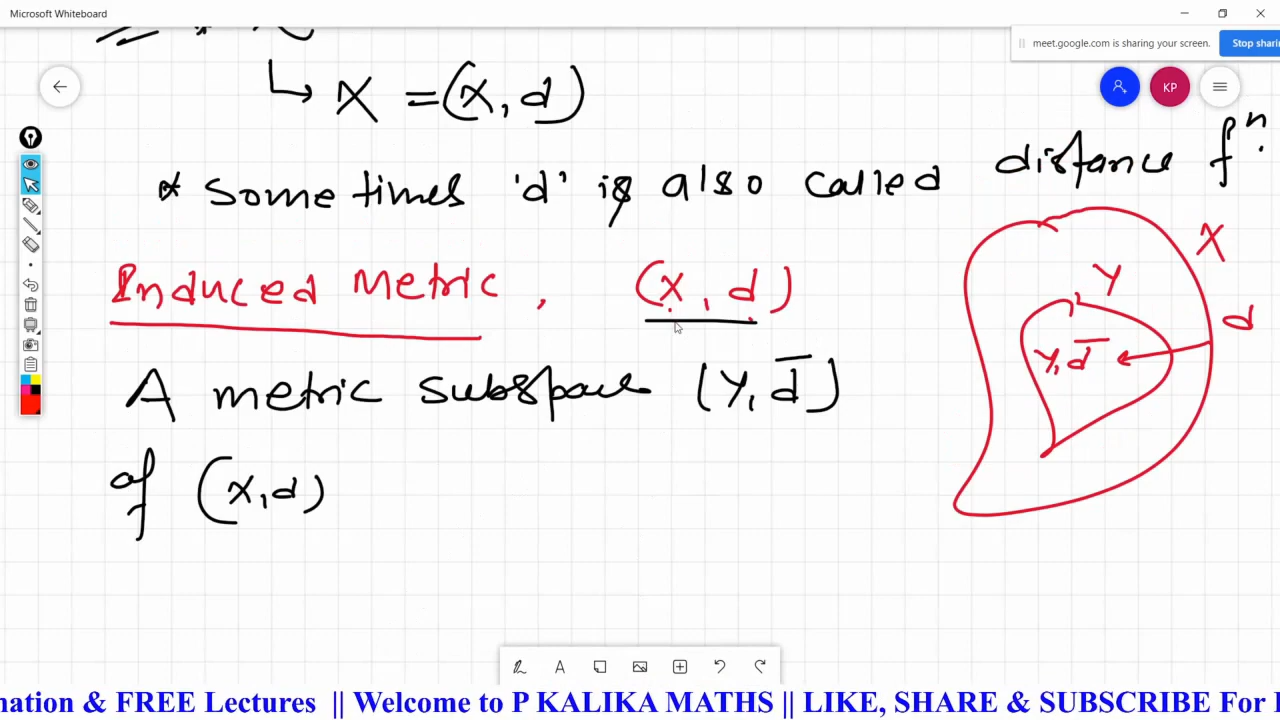 Microsoft Whiteboard
meet.google.com is sharing your screen.
Stop sharin
KP
X = (X, d)
* Some times 'd' is also called distance fⁿ.
Induced Metric, (X, d)
A metric subspace (Y, d̅)
of (X, d)
X
Y
d
Y, d̅
A
nation & FREE Lectures || Welcome to P KALIKA MATHS || LIKE, SHARE & SUBSCRIBE For